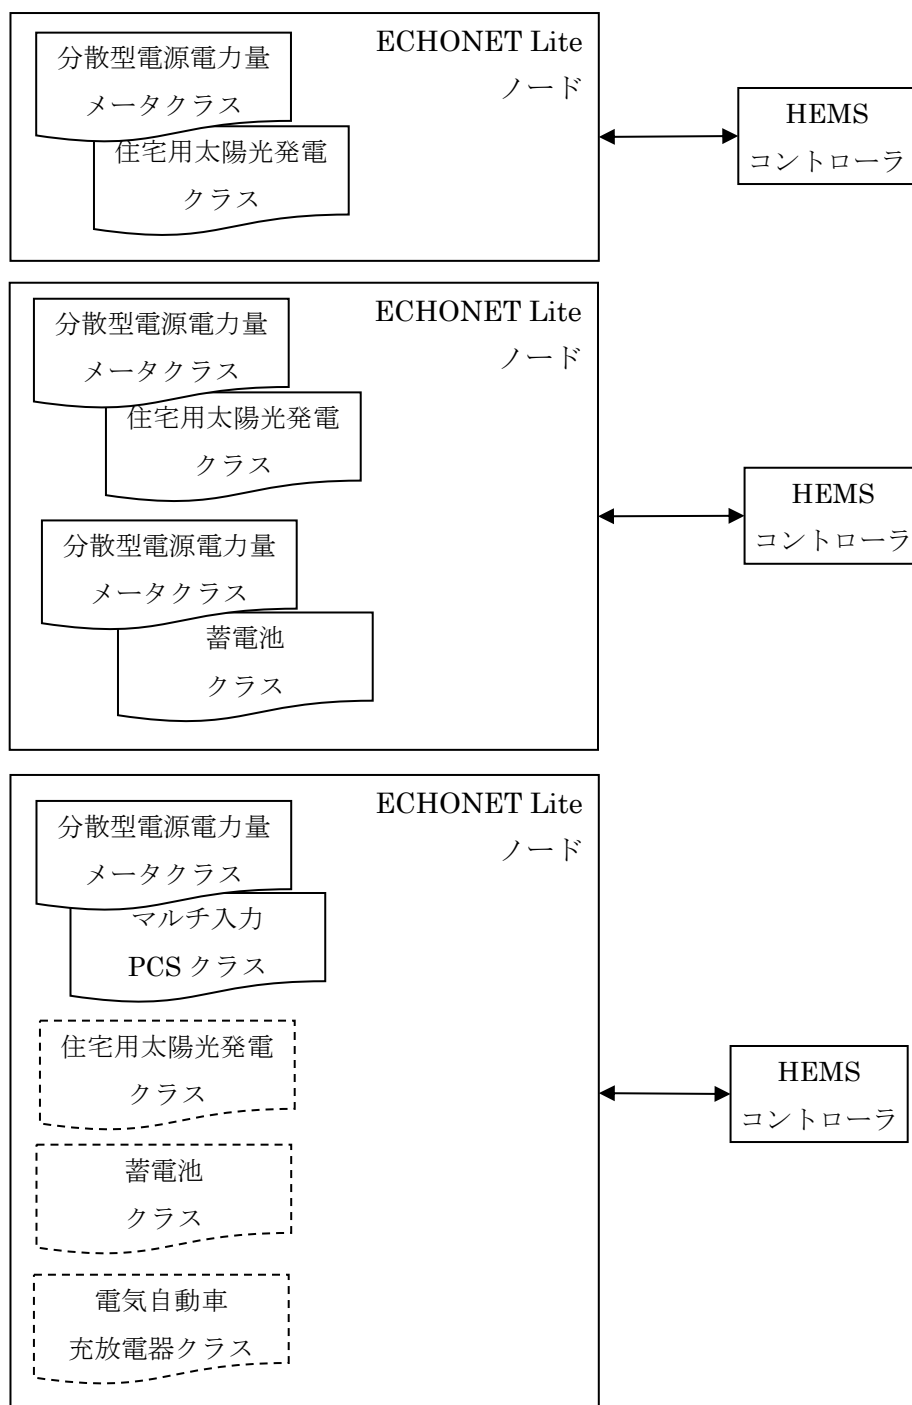 分散型電源電力量
メータクラス
住宅用太陽光発電
クラス
ECHONET Lite
ノード
HEMS
コントローラ
分散型電源電力量
メータクラス
住宅用太陽光発電
クラス
分散型電源電力量
メータクラス
蓄電池
クラス
ECHONET Lite
ノード
HEMS
コントローラ
分散型電源電力量
メータクラス
マルチ入力
PCS クラス
住宅用太陽光発電
クラス
蓄電池
クラス
電気自動車
充放電器クラス
ECHONET Lite
ノード
HEMS
コントローラ